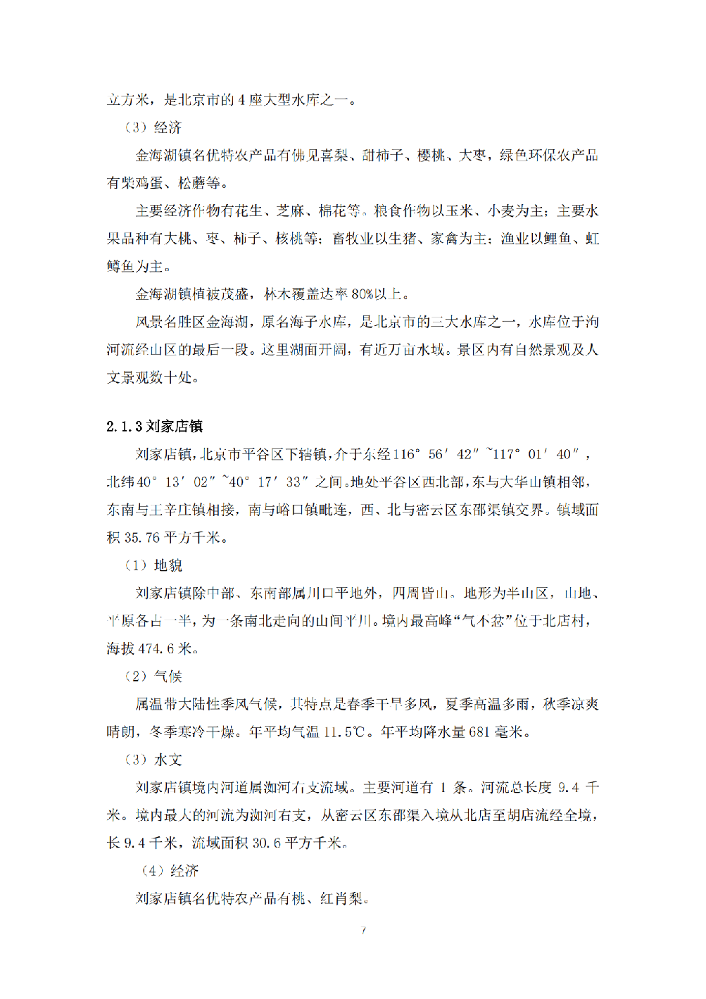 立方米，是北京市的 4 座大型水库之一。
（3）经济
金海湖镇名优特农产品有佛见喜梨、甜柿子、樱桃、大枣，绿色环保农产品
有柴鸡蛋、松蘑等。
主要经济作物有花生、芝麻、棉花等。粮食作物以玉米、小麦为主；主要水
果品种有大桃、枣、柿子、核桃等；畜牧业以生猪、家禽为主；渔业以鲤鱼、虹
鳟鱼为主。
金海湖镇植被茂盛，林木覆盖达率 80%以上。
风景名胜区金海湖，原名海子水库，是北京市的三大水库之一，水库位于泃
河流经山区的最后一段。这里湖面开阔，有近万亩水域。景区内有自然景观及人
文景观数十处。
2.1.3 刘家店镇
刘家店镇，北京市平谷区下辖镇，介于东经 116° 56′ 42″ ~117° 01′ 40″ ，
北纬 40° 13′ 02″ ~40° 17′ 33″ 之间。地处平谷区西北部，东与大华山镇相邻，
东南与王辛庄镇相接，南与峪口镇毗连，西、北与密云区东邵渠镇交界。镇域面
积 35.76 平方千米。
（1）地貌
刘家店镇除中部、东南部属川口平地外，四周皆山。地形为半山区，山地、
平原各占一半，为一条南北走向的山间平川。境内最高峰“气不忿”位于北店村，
海拔 474.6 米。
（2）气候
属温带大陆性季风气候，其特点是春季干旱多风，夏季高温多雨，秋季凉爽
晴朗，冬季寒冷干燥。年平均气温 11.5℃。年平均降水量 681 毫米。
（3）水文
刘家店镇境内河道属洳河右支流域。主要河道有 1 条。河流总长度 9.4 千
米。境内最大的河流为洳河右支，从密云区东邵渠入境从北店至胡店流经全境，
长 9.4 千米，流域面积 30.6 平方千米。
（4）经济
刘家店镇名优特农产品有桃、红肖梨。
7